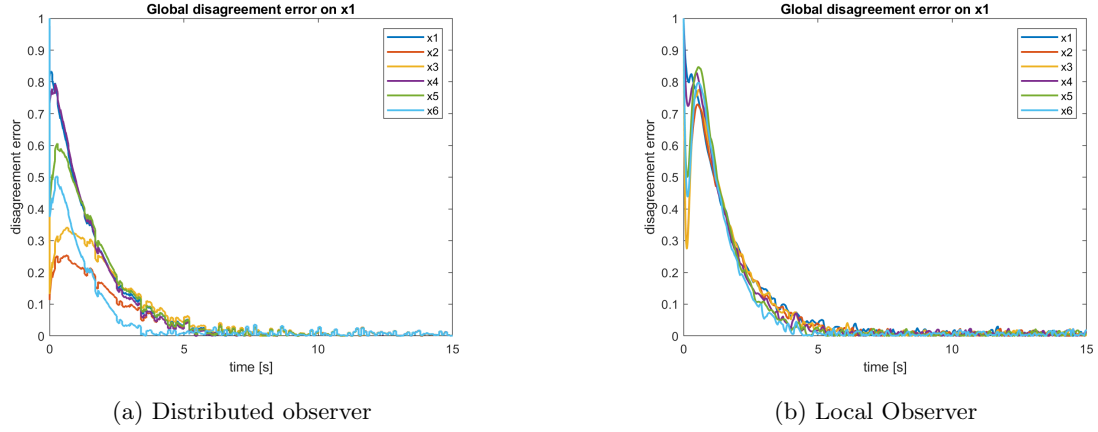 Global disagreement error on x1
1
0.9
0.8
0.7
0.6
0.5
0.4
0.3
0.2
0.1
0
disagreement error
0
5
10
15
time [s]
x1
x2
x3
x4
x5
x6
(a) Distributed observer
Global disagreement error on x1
1
0.9
0.8
0.7
0.6
0.5
0.4
0.3
0.2
0.1
0
disagreement error
0
5
10
15
time [s]
x1
x2
x3
x4
x5
x6
(b) Local Observer